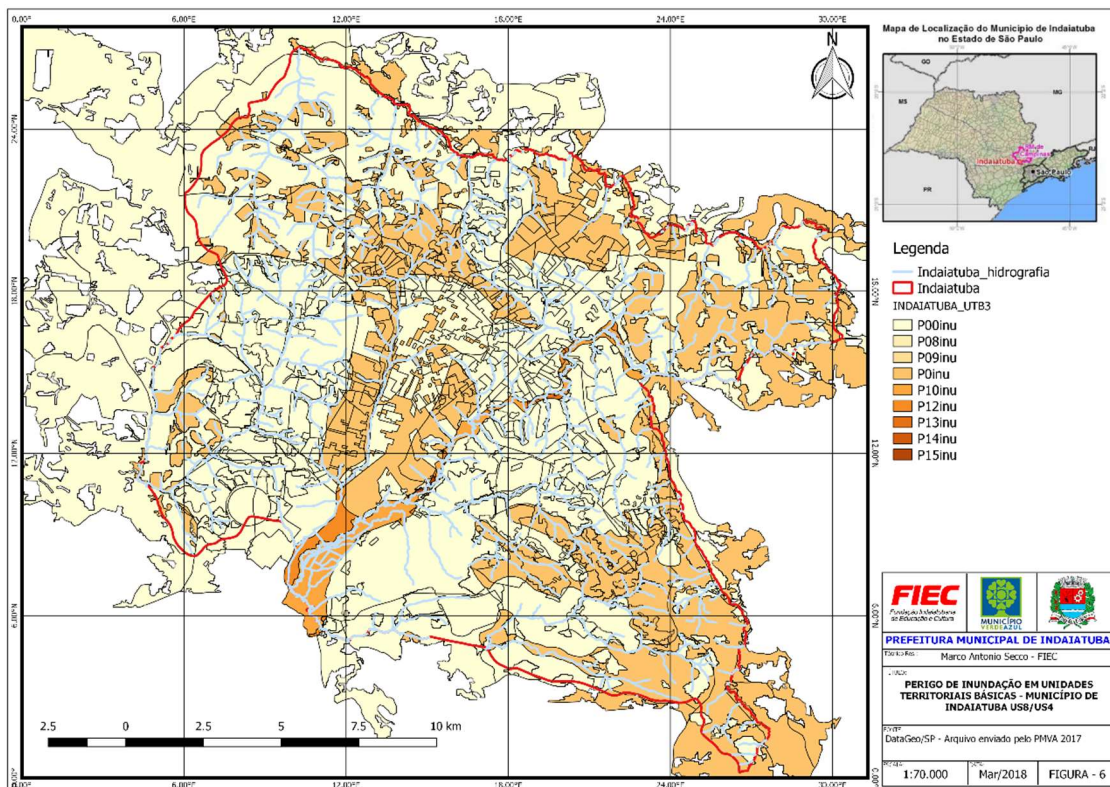 0.00° 6.00°E 12.00°E 18.00°E 24.00°E 30.00°E
N
24.00°N
18.00°N
12.00°N
6.00°N
2.5 0 2.5 5 7.5 10 km
Mapa de Localização do Município de Indaiatuba
no Estado de São Paulo
GO
MG
MS
Indaiatuba
São Paulo
PR
Legenda
Indaiatuba_hidrografia
Indaiatuba
INDAIATUBA_UTB3
P00inu
P08inu
P09inu
P0inu
P10inu
P12inu
P13inu
P14inu
P15inu
FIEC
Fundação Indaiatubana
de Educação e Cultura
MUNICÍPIO
VERDEAZUL
PREFEITURA MUNICIPAL DE INDAIATUBA
Marco Antonio Secco - FIEC
PERIGO DE INUNDAÇÃO EM UNIDADES
TERRITORIAIS BÁSICAS - MUNICÍPIO DE
INDAIATUBA US8/US4
DataGeo/SP - Arquivo enviado pelo PMVA 2017
1:70.000 Mar/2018 FIGURA - 6